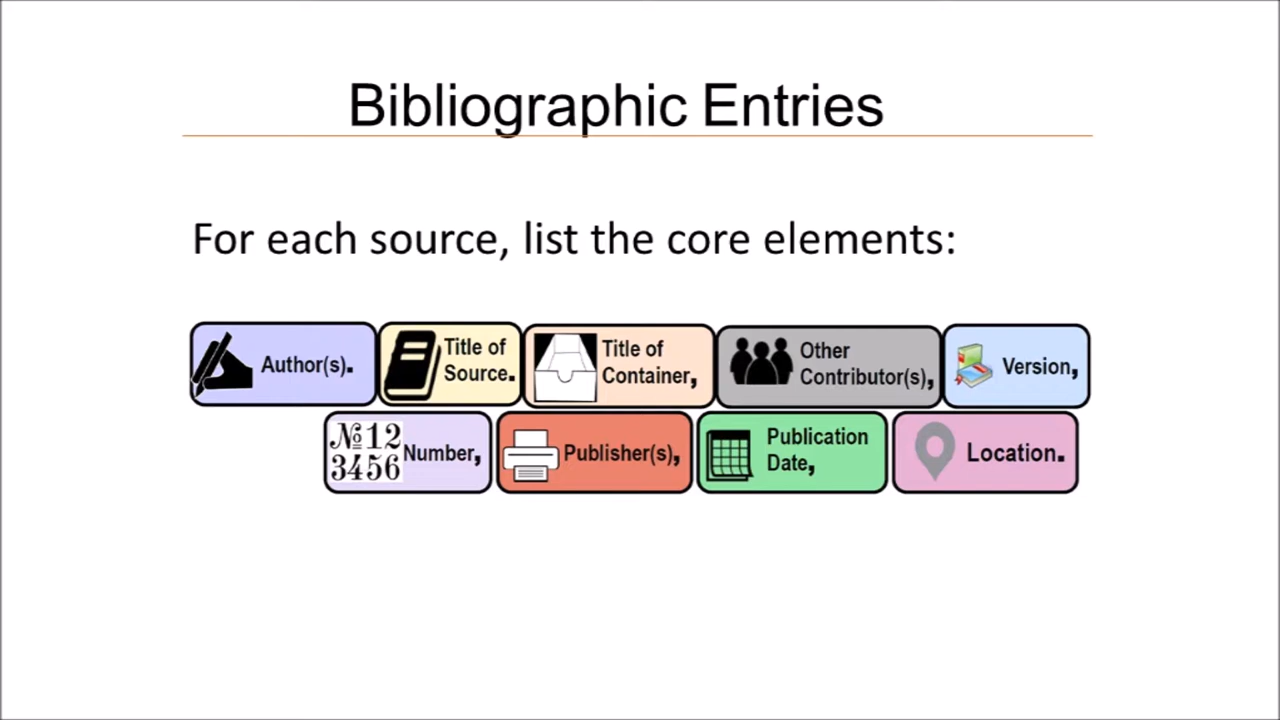 Bibliographic Entries
For each source, list the core elements:
Author(s).
Title of
Source.
Title of
Container,
Other
Contributor(s),
Version,
№12
3456
Number,
Publisher(s),
Publication
Date,
Location.